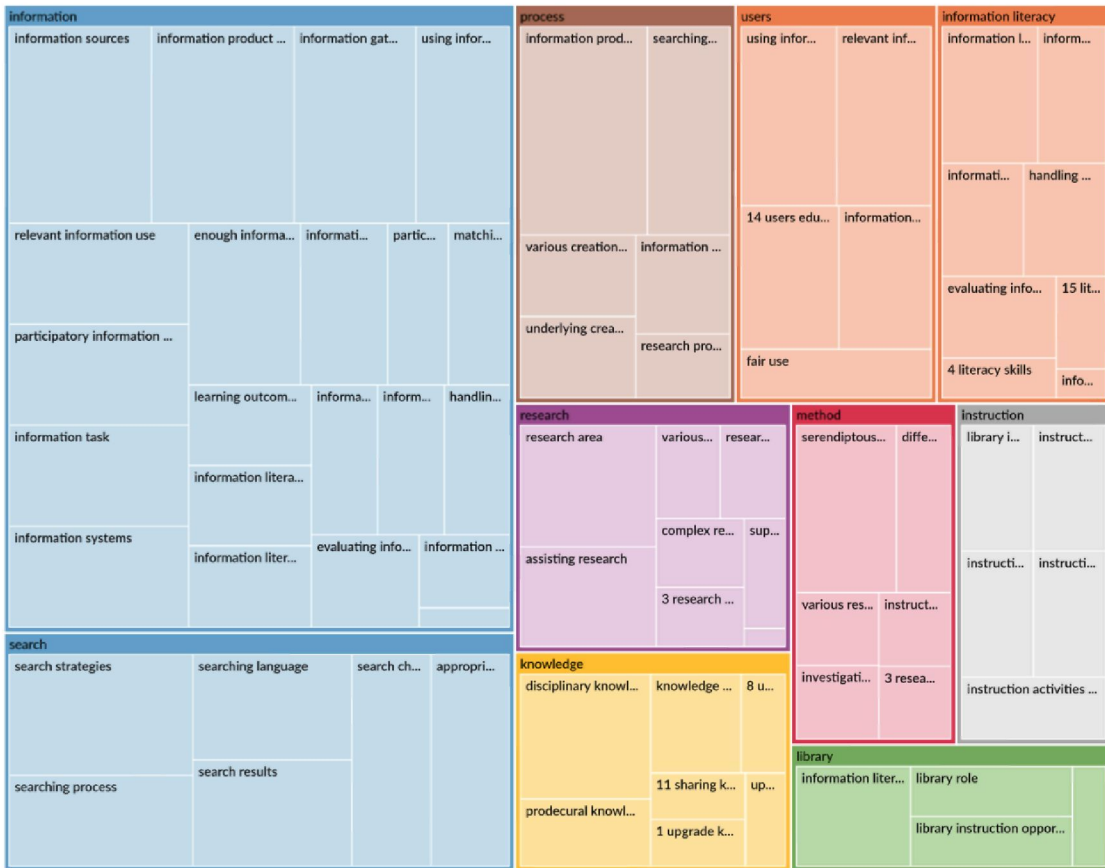 information
information sources
information product ...
information gat...
using infor...
relevant information use
enough informa...
informati...
partic...
matchi...
participatory information ...
learning outcom...
informa...
inform...
handlin...
information task
information litera...
information systems
information liter...
evaluating info...
information ...
search
search strategies
searching language
search ch...
appropri...
searching process
search results
process
information prod...
searching...
various creation...
information ...
underlying crea...
research pro...
users
using infor...
relevant inf...
14 users edu...
information...
fair use
information literacy
information l...
inform...
informati...
handling ...
evaluating info...
15 lit...
4 literacy skills
info...
research
research area
various...
resear...
complex re...
sup...
assisting research
3 research ...
method
serendiptous...
diffe...
various res...
instruct...
investigati...
3 resea...
instruction
library i...
instruct...
instructi...
instructi...
instruction activities ...
knowledge
disciplinary knowl...
knowledge ...
8 u...
11 sharing k...
up...
prodecural knowl...
1 upgrade k...
library
information liter...
library role
library instruction oppor...